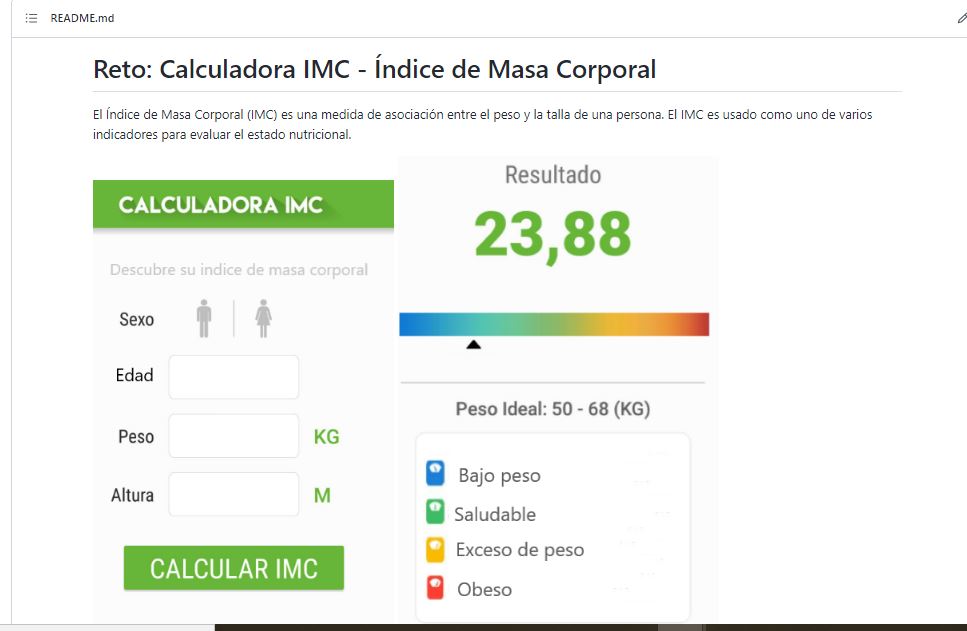 README.md
Reto: Calculadora IMC - Índice de Masa Corporal
El Índice de Masa Corporal (IMC) es una medida de asociación entre el peso y la talla de una persona. El IMC es usado como uno de varios
indicadores para evaluar el estado nutricional.
CALCULADORA IMC
Descubre su indice de masa corporal
Sexo
Edad
Peso
KG
Altura
M
CALCULAR IMC
Resultado
23,88
Peso Ideal: 50 - 68 (KG)
Bajo peso
Saludable
Exceso de peso
Obeso